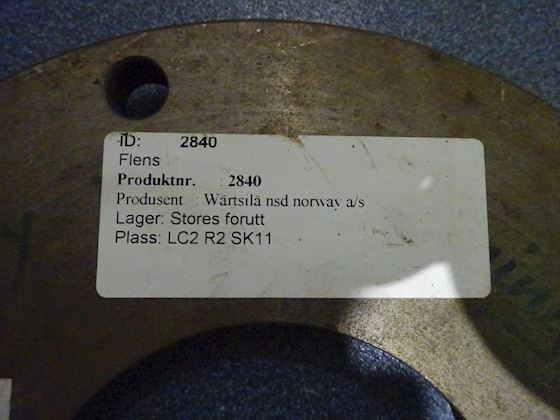 ID: 2840
Flens
Produktnr. : 2840
Produsent : Wärtsilä nsd norway a/s
Lager: Stores forutt
Plass: LC2 R2 SK11